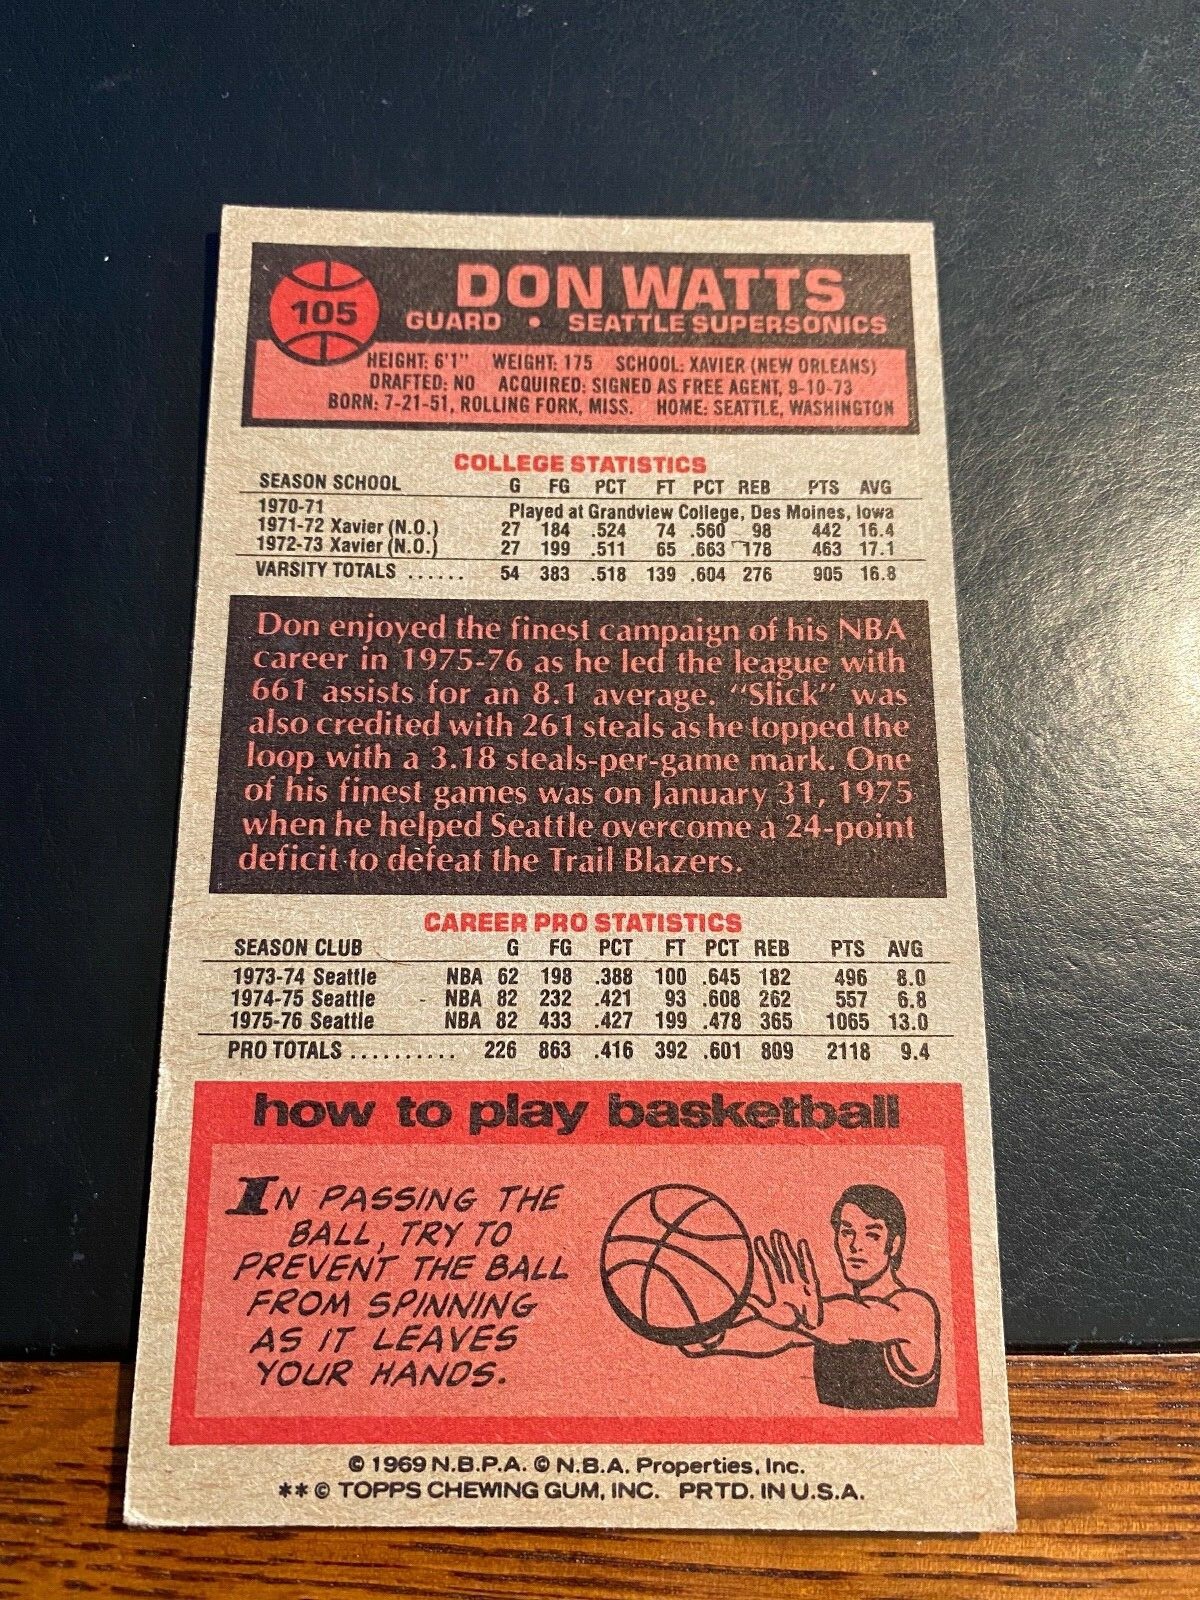 105
DON WATTS
GUARD • SEATTLE SUPERSONICS
HEIGHT: 6'1" WEIGHT: 175 SCHOOL: XAVIER (NEW ORLEANS)
DRAFTED: NO ACQUIRED: SIGNED AS FREE AGENT, 9-10-73
BORN: 7-21-51, ROLLING FORK, MISS. HOME: SEATTLE, WASHINGTON
COLLEGE STATISTICS
SEASON SCHOOL G FG PCT FT PCT REB PTS AVG
1970-71 Played at Grandview College, Des Moines, Iowa
1971-72 Xavier (N.O.) 27 184 .524 74 .560 98 442 16.4
1972-73 Xavier (N.O.) 27 199 .511 65 .663 178 463 17.1
VARSITY TOTALS ...... 54 383 .518 139 .604 276 905 16.8
Don enjoyed the finest campaign of his NBA
career in 1975-76 as he led the league with
661 assists for an 8.1 average. "Slick" was
also credited with 261 steals as he topped the
loop with a 3.18 steals-per-game mark. One
of his finest games was on January 31, 1975
when he helped Seattle overcome a 24-point
deficit to defeat the Trail Blazers.
CAREER PRO STATISTICS
SEASON CLUB G FG PCT FT PCT REB PTS AVG
1973-74 Seattle NBA 62 198 .388 100 .645 182 496 8.0
1974-75 Seattle NBA 82 232 .421 93 .608 262 557 6.8
1975-76 Seattle NBA 82 433 .427 199 .478 365 1065 13.0
PRO TOTALS .......... 226 863 .416 392 .601 809 2118 9.4
how to play basketball
IN PASSING THE
BALL, TRY TO
PREVENT THE BALL
FROM SPINNING
AS IT LEAVES
YOUR HANDS.
© 1969 N.B.P.A. © N.B.A. Properties, Inc.
** © TOPPS CHEWING GUM, INC. PRTD. IN U.S.A.